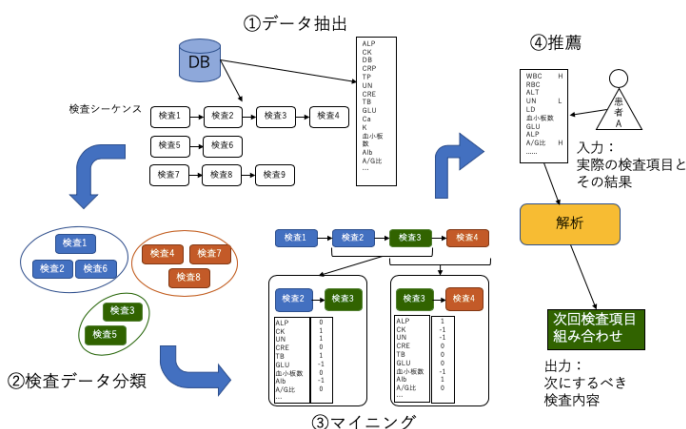 ①データ抽出
DB
ALP
CK
DB
CRP
TP
UN
CRE
TB
GLU
Ca
K
血小板
数
Alb
A/G比
...
検査シーケンス
検査1
検査2
検査3
検査4
検査5
検査6
検査7
検査8
検査9
検査1
検査2
検査6
検査4
検査7
検査8
検査3
検査5
②検査データ分類
検査1
検査2
検査3
検査4
検査2
検査3
ALP 0
CK 1
UN 1
CRE 0
TB 1
GLU -1
血小板数 0
Alb -1
A/G比 0
...
検査3
検査4
ALP 1
CK -1
UN -1
CRE 0
TB 0
GLU 0
血小板数 -1
Alb 1
A/G比 0
...
③マイニング
④推薦
WBC H
RBC
ALT
UN L
LD
血小板数
GLU
ALP
A/G比 H
......
患者A
入力：
実際の検査項目と
その結果
解析
次回検査項目
組み合わせ
出力：
次にするべき
検査内容